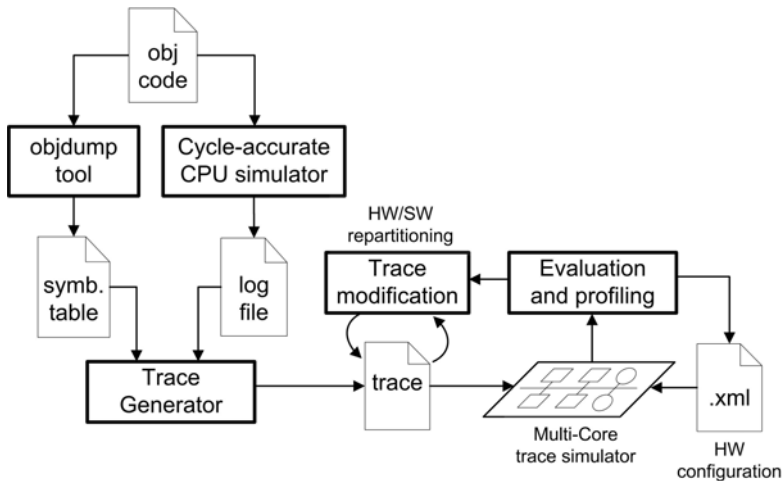 obj
code
objdump
tool
Cycle-accurate
CPU simulator
HW/SW
repartitioning
symb.
table
log
file
Trace
modification
Evaluation
and profiling
Trace
Generator
trace
.xml
Multi-Core
trace simulator
HW
configuration